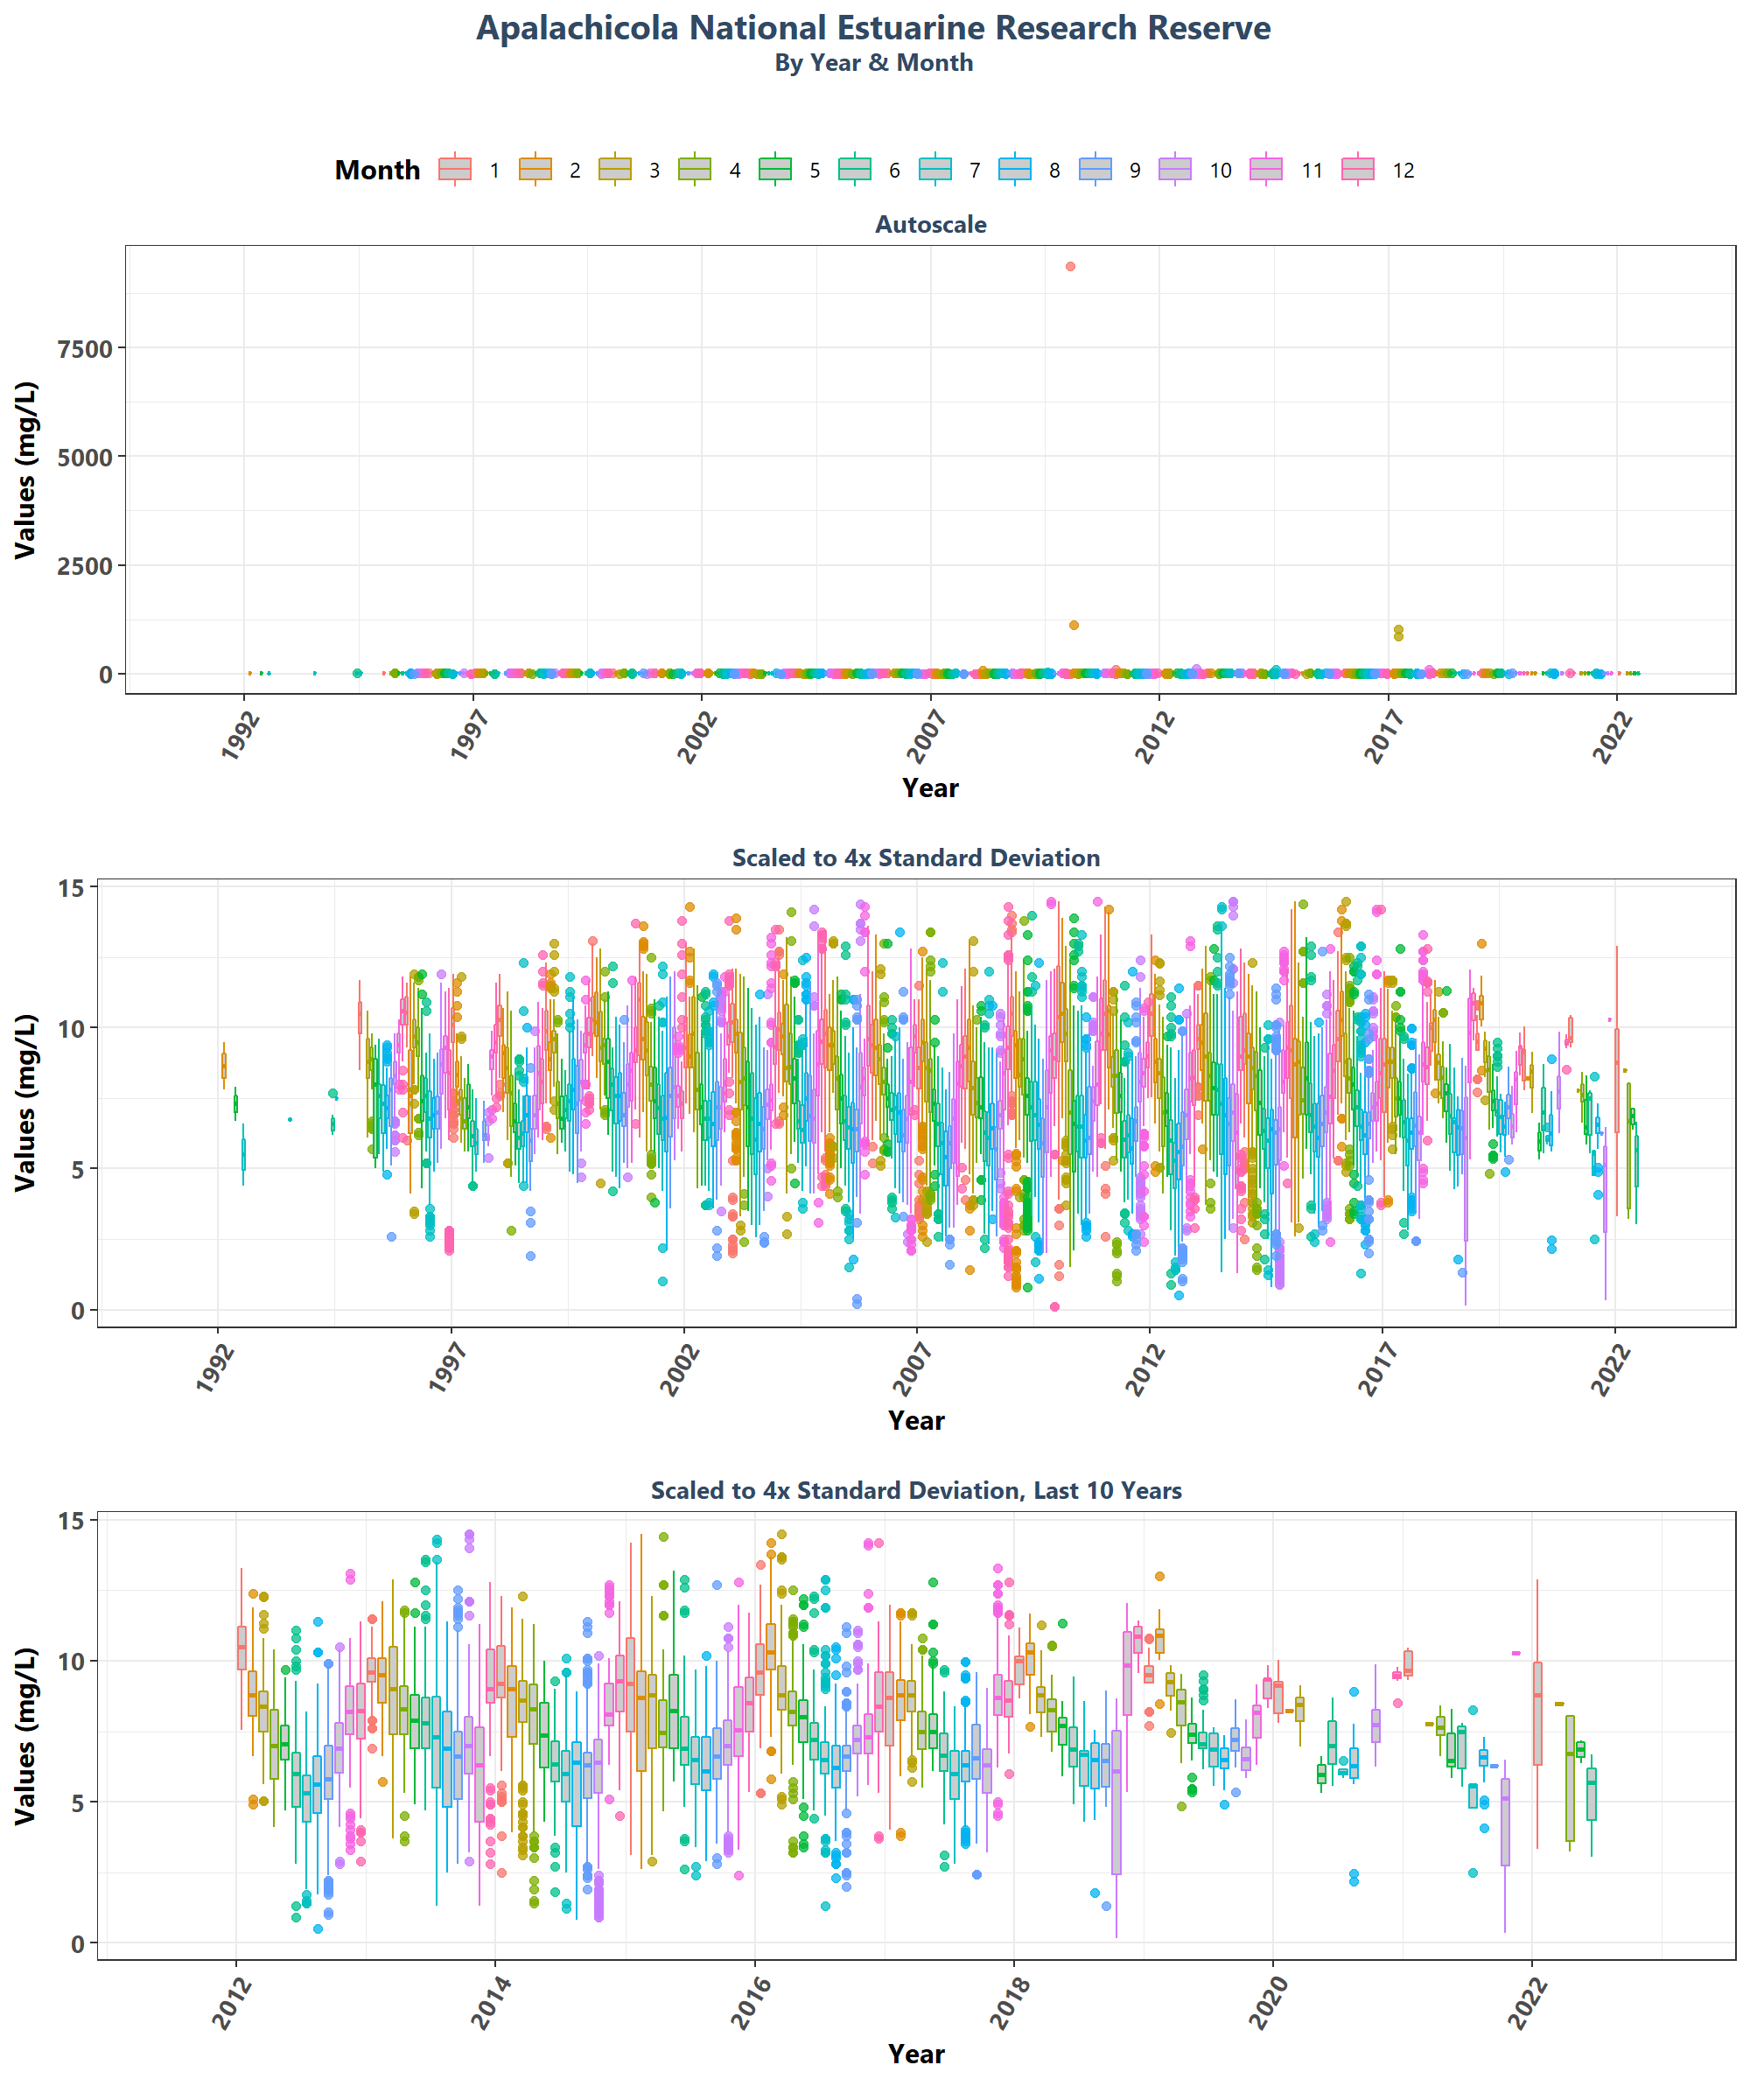 Apalachicola National Estuarine Research Reserve
By Year & Month
Month 1 2 3 4 5 6 7 8 9 10 11 12
Autoscale
Values (mg/L)
7500
5000
2500
0
1992 1997 2002 2007 2012 2017 2022
Year
Scaled to 4x Standard Deviation
Values (mg/L)
15
10
5
0
1992 1997 2002 2007 2012 2017 2022
Year
Scaled to 4x Standard Deviation, Last 10 Years
Values (mg/L)
15
10
5
0
2012 2014 2016 2018 2020 2022
Year